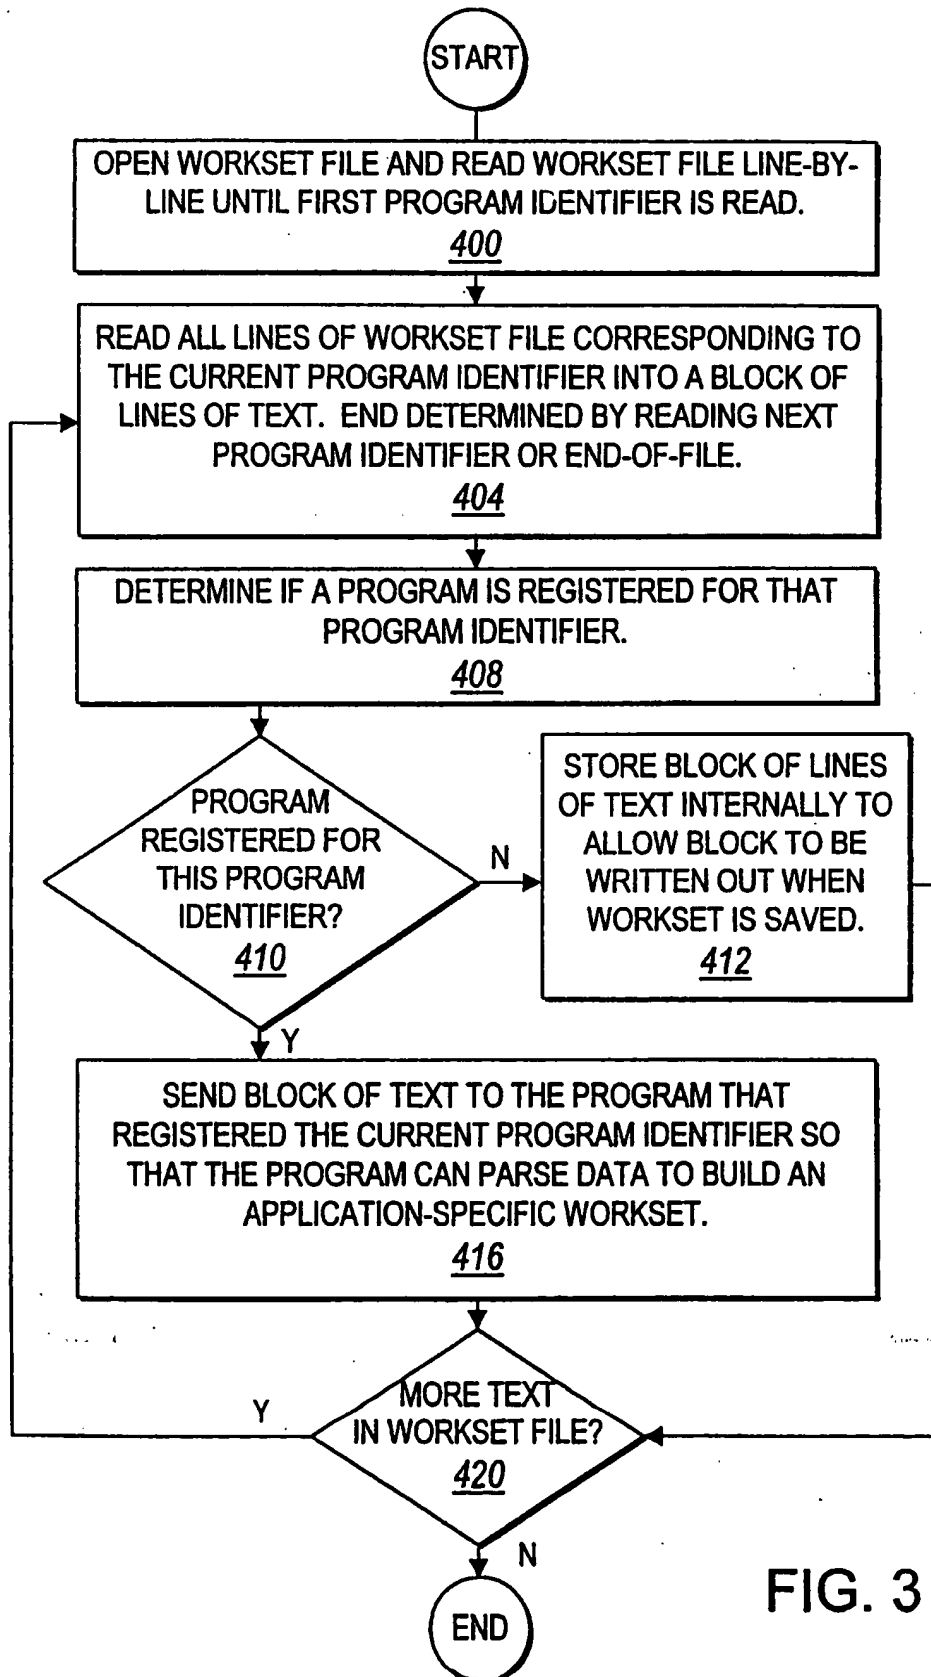 START
OPEN WORKSET FILE AND READ WORKSET FILE LINE-BY-
LINE UNTIL FIRST PROGRAM IDENTIFIER IS READ.
400
READ ALL LINES OF WORKSET FILE CORRESPONDING TO
THE CURRENT PROGRAM IDENTIFIER INTO A BLOCK OF
LINES OF TEXT. END DETERMINED BY READING NEXT
PROGRAM IDENTIFIER OR END-OF-FILE.
404
DETERMINE IF A PROGRAM IS REGISTERED FOR THAT
PROGRAM IDENTIFIER.
408
PROGRAM
REGISTERED FOR
THIS PROGRAM
IDENTIFIER?
410
N
STORE BLOCK OF LINES
OF TEXT INTERNALLY TO
ALLOW BLOCK TO BE
WRITTEN OUT WHEN
WORKSET IS SAVED.
412
Y
SEND BLOCK OF TEXT TO THE PROGRAM THAT
REGISTERED THE CURRENT PROGRAM IDENTIFIER SO
THAT THE PROGRAM CAN PARSE DATA TO BUILD AN
APPLICATION-SPECIFIC WORKSET.
416
Y
MORE TEXT
IN WORKSET FILE?
420
N
END
FIG. 3